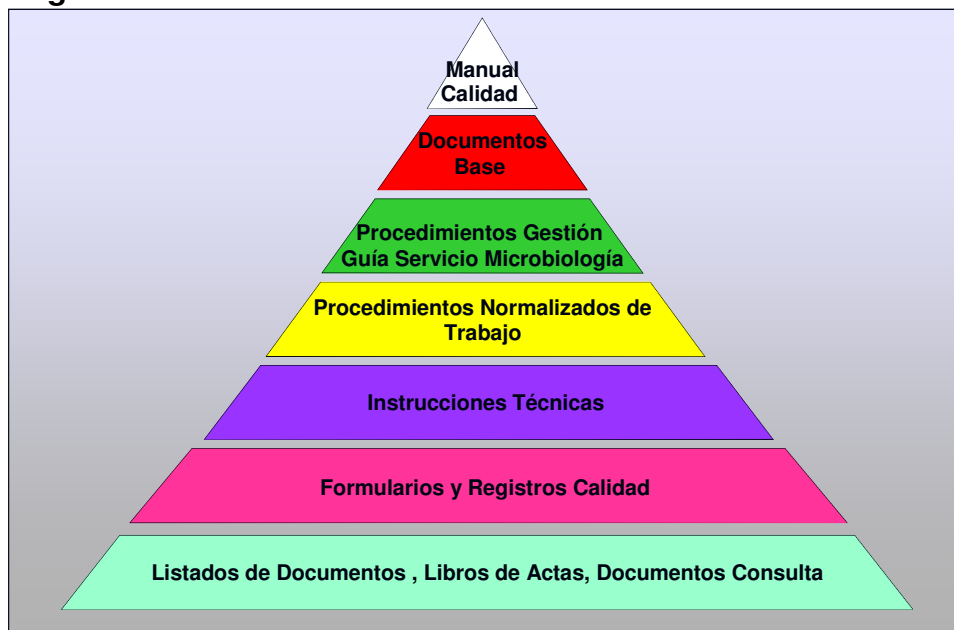 Manual
Calidad
Documentos
Base
Procedimientos Gestión
Guía Servicio Microbiología
Procedimientos Normalizados de
Trabajo
Instrucciones Técnicas
Formularios y Registros Calidad
Listados de Documentos , Libros de Actas, Documentos Consulta